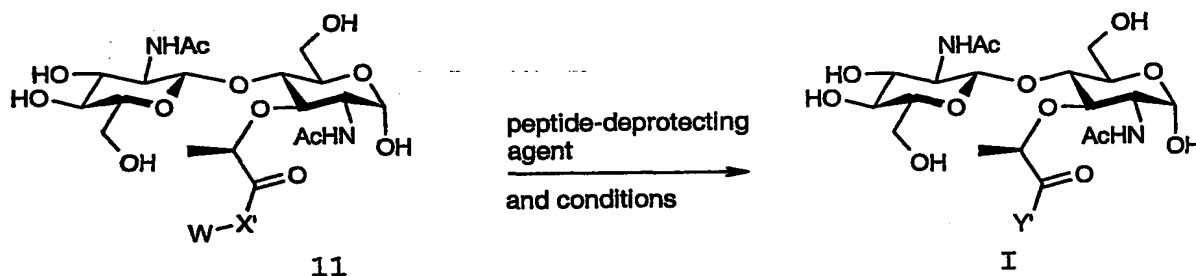 OH
NHAc
OH
HO
HO
O
O
O
O
AcHN
OH
OH
O
W
X'
11
peptide-deprotecting
agent
and conditions
OH
NHAc
HO
HO
O
O
O
O
AcHN
OH
OH
O
Y'
I